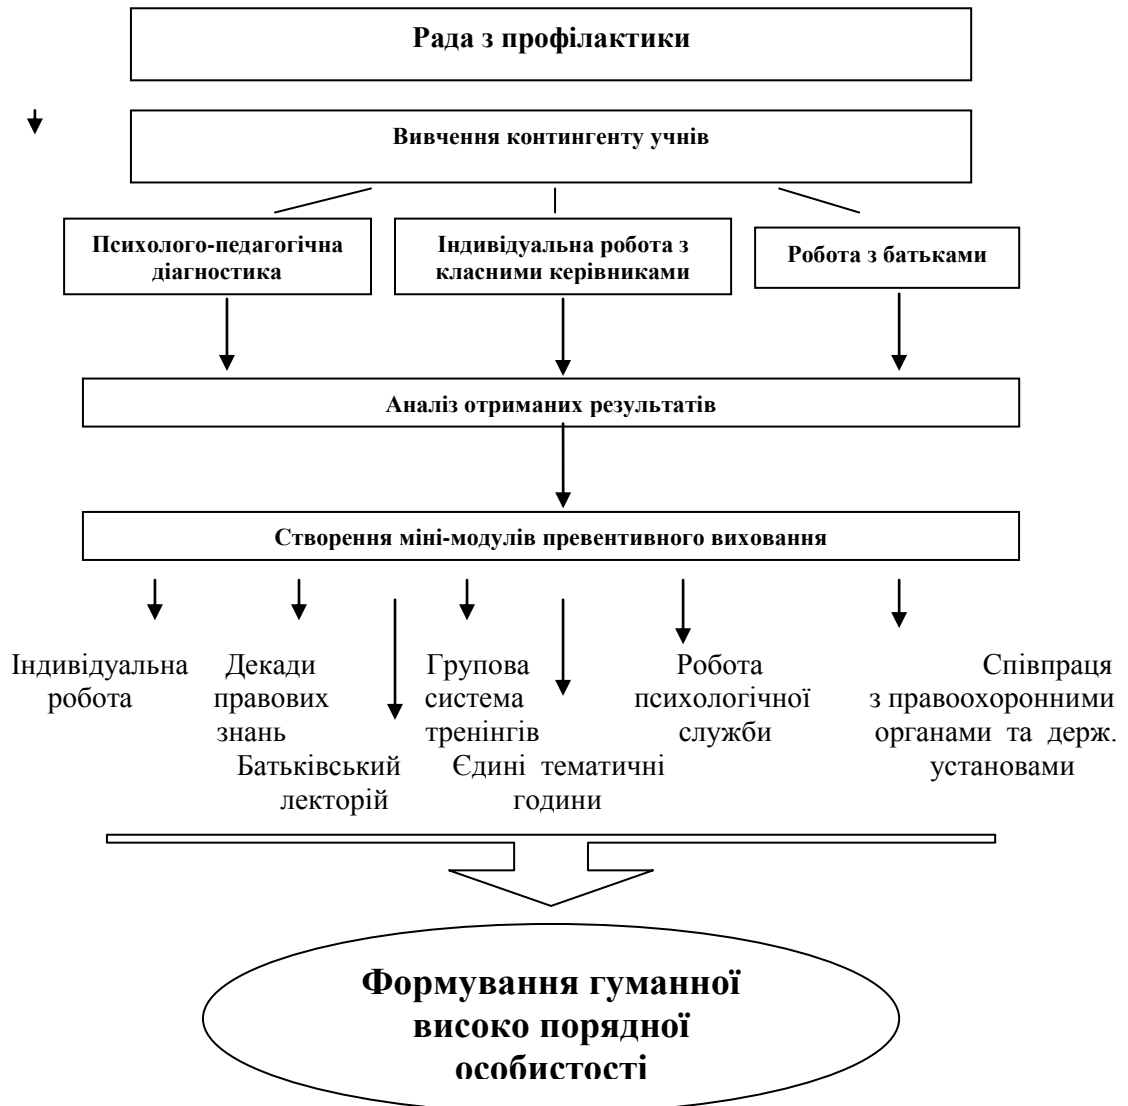 Рада з профілактики
Вивчення контингенту учнів
Психолого-педагогічна
діагностика
Індивідуальна робота з
класними керівниками
Робота з батьками
Аналіз отриманих результатів
Створення міні-модулів превентивного виховання
Індивідуальна
робота
Декади
правових
знань
Батьківський
лекторій
Групова
система
тренінгів
Єдині тематичні
години
Робота
психологічної
служби
Співпраця
з правоохоронними
органами та держ.
установами
Формування гуманної
високо порядної
особистості